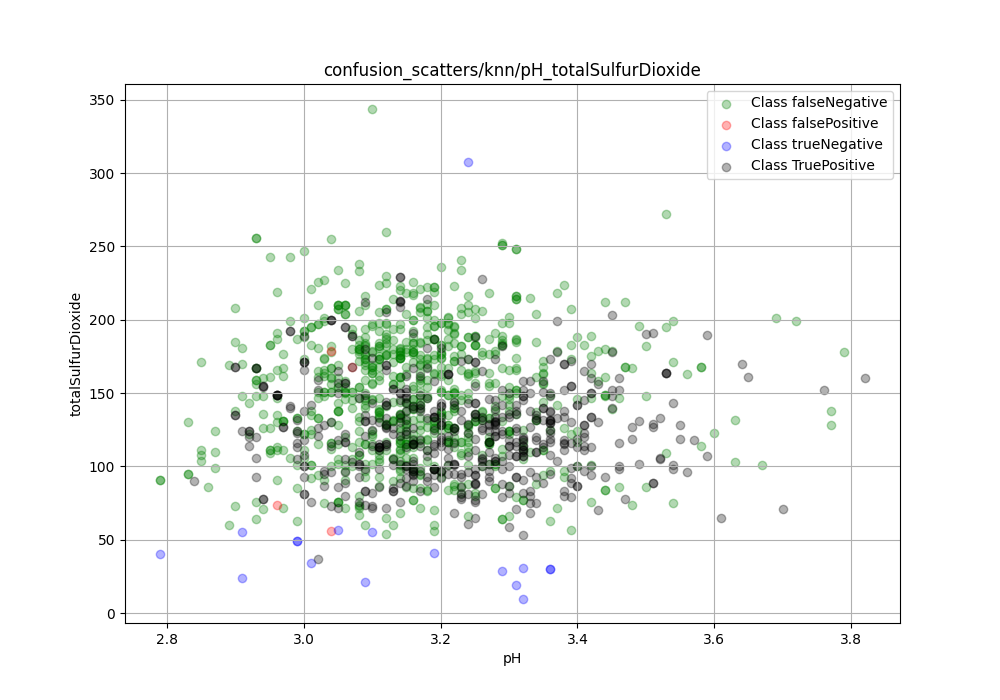 confusion_scatters/knn/pH_totalSulfurDioxide
Class falseNegative
Class falsePositive
Class trueNegative
Class TruePositive
totalSulfurDioxide
350
300
250
200
150
100
50
0
2.8 3.0 3.2 3.4 3.6 3.8
pH